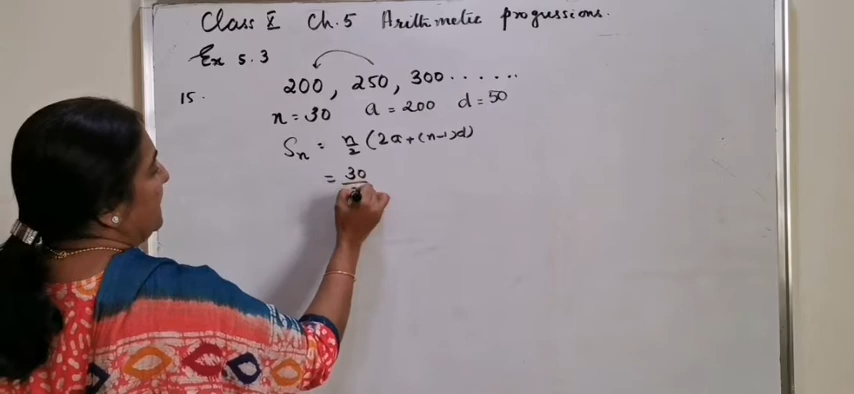 Class X Ch. 5 Arithmetic progressions.
Ex 5.3
15. 200, 250, 300......
n = 30 a = 200 d = 50
Sn = n/2 (2a + (n-1)d)
= 30/